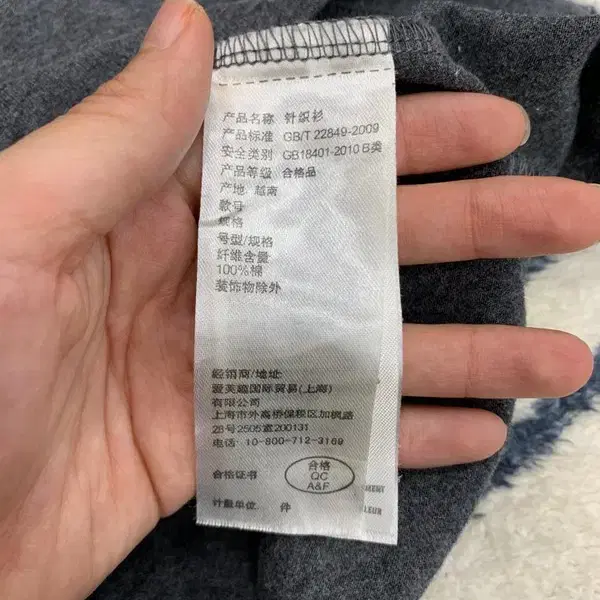 产品名称 针织衫
产品标准 GB/T 22849-2009
安全类别 GB18401-2010 B类
产品等级 合格品
产地 越南
款号
规格
号型/规格
纤维含量
100%棉
装饰物除外
经销商/地址:
爱芙趣国际贸易(上海)
有限公司
上海市外高桥保税区加枫路
28号2505室200131
电话: 10-800-712-3169
合格证书
合格
QC
A&F
计量单位: 件